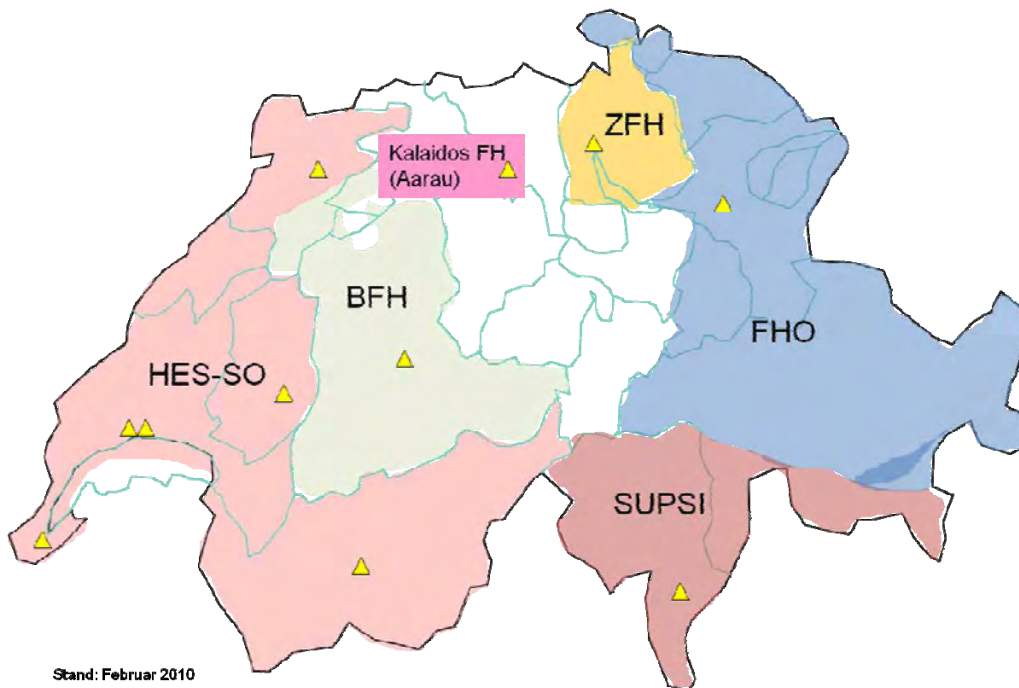 ZFH
Kalaidos FH
(Aarau)
BFH
FHO
HES-SO
SUPSI
Stand: Februar 2010